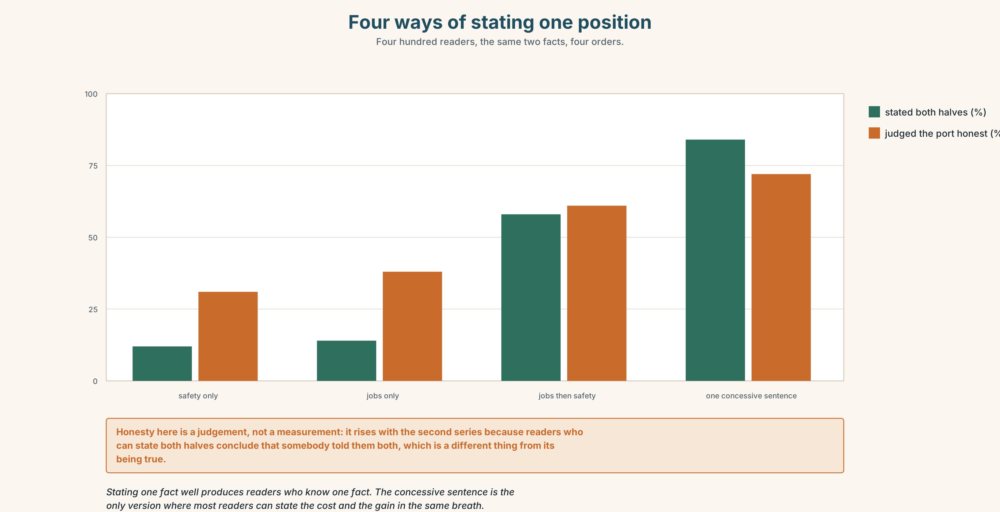 Four ways of stating one position
Four hundred readers, the same two facts, four orders.
100
75
50
25
0
stated both halves (%)
judged the port honest (%
safety only
jobs only
jobs then safety
one concessive sentence
Honesty here is a judgement, not a measurement: it rises with the second series because readers who
can state both halves conclude that somebody told them both, which is a different thing from its
being true.
Stating one fact well produces readers who know one fact. The concessive sentence is the
only version where most readers can state the cost and the gain in the same breath.